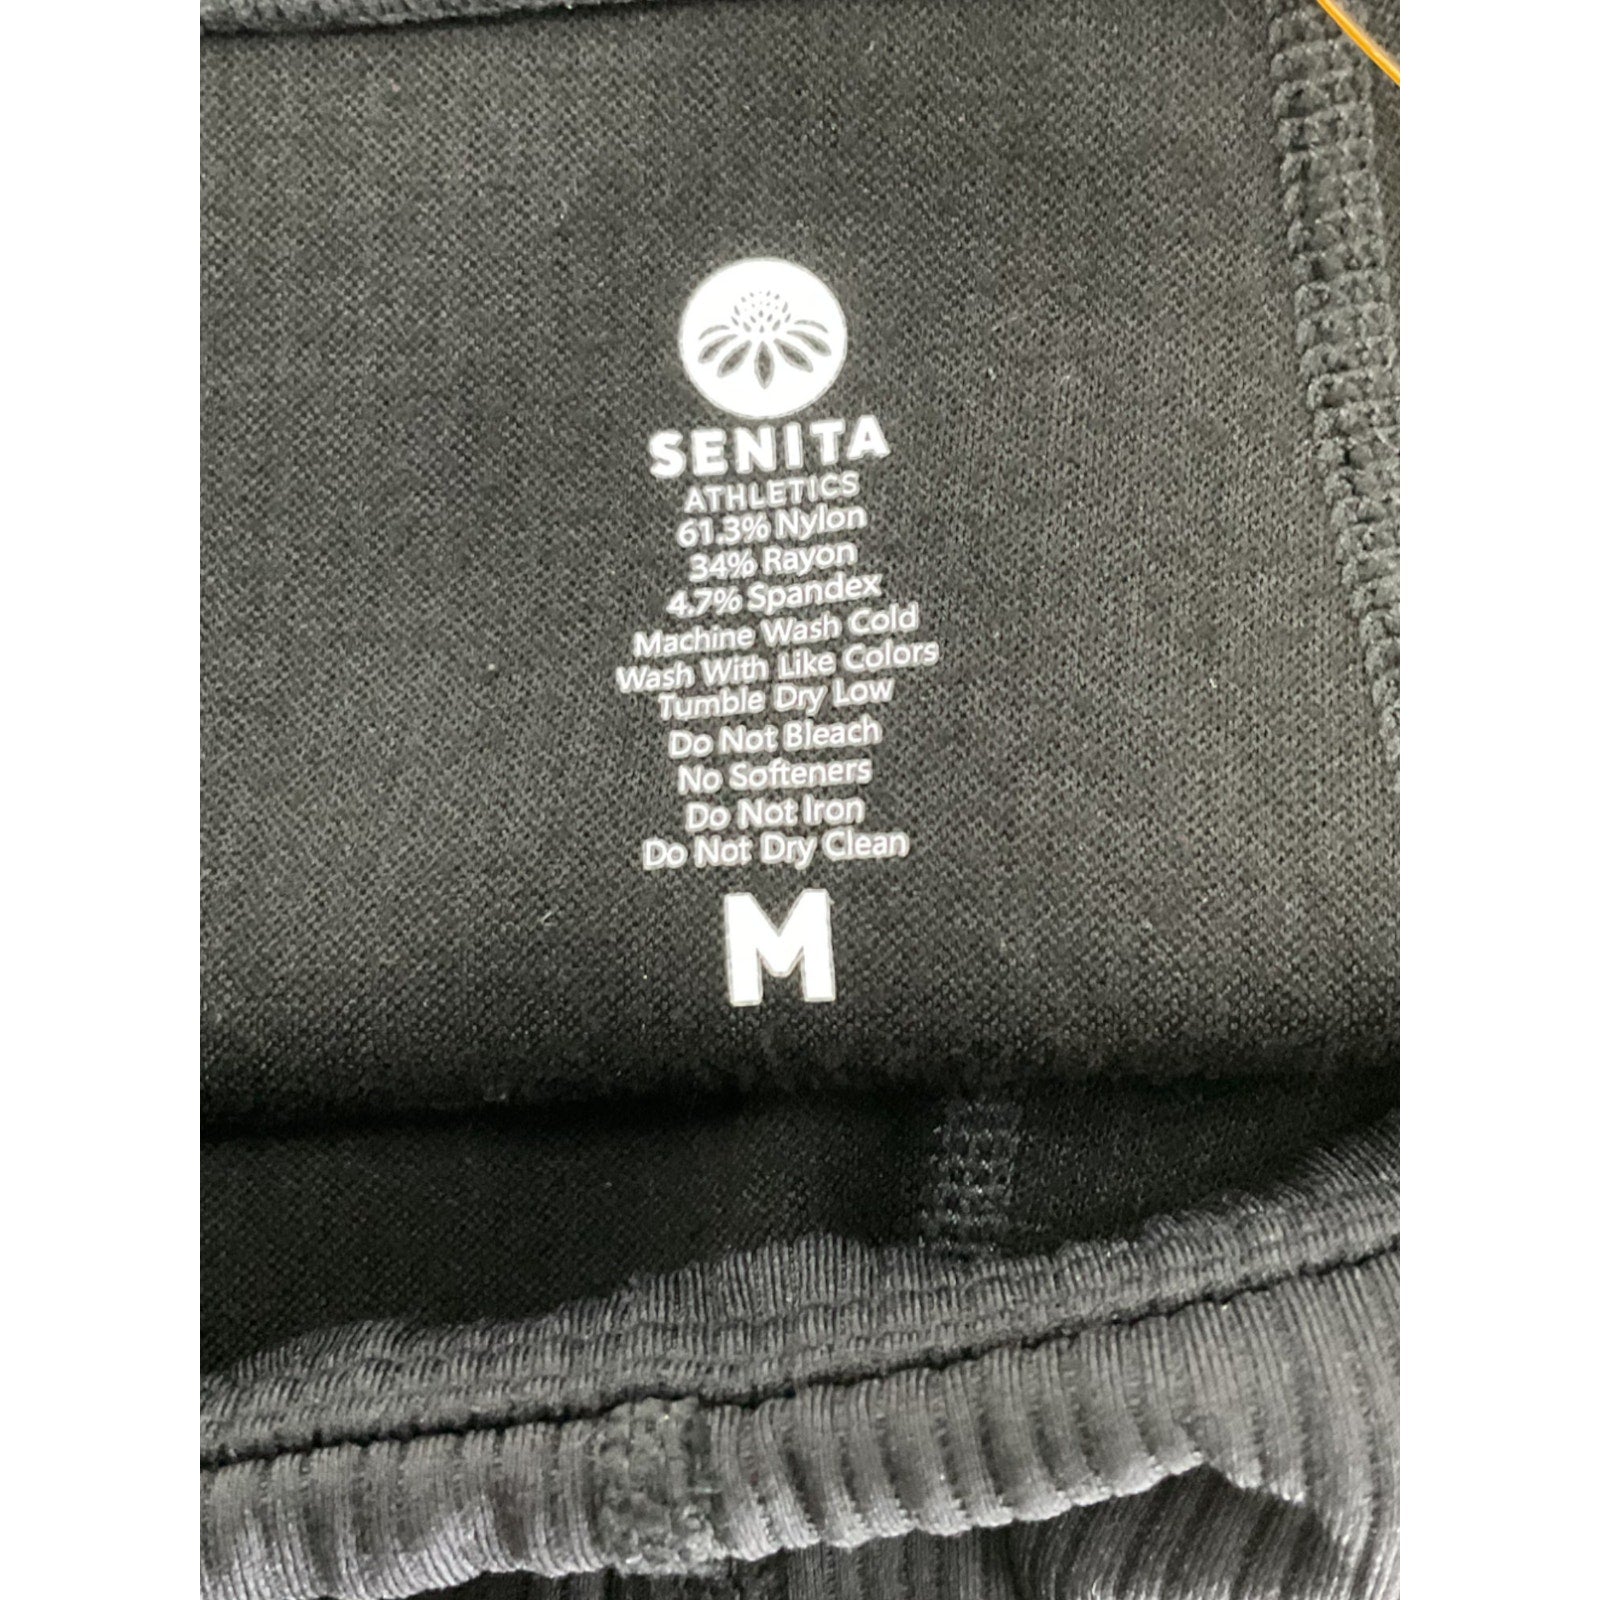 SENITA
ATHLETICS
61.3% Nylon
34% Rayon
4.7% Spandex
Machine Wash Cold
Wash With Like Colors
Tumble Dry Low
Do Not Bleach
No Softeners
Do Not Iron
Do Not Dry Clean
M